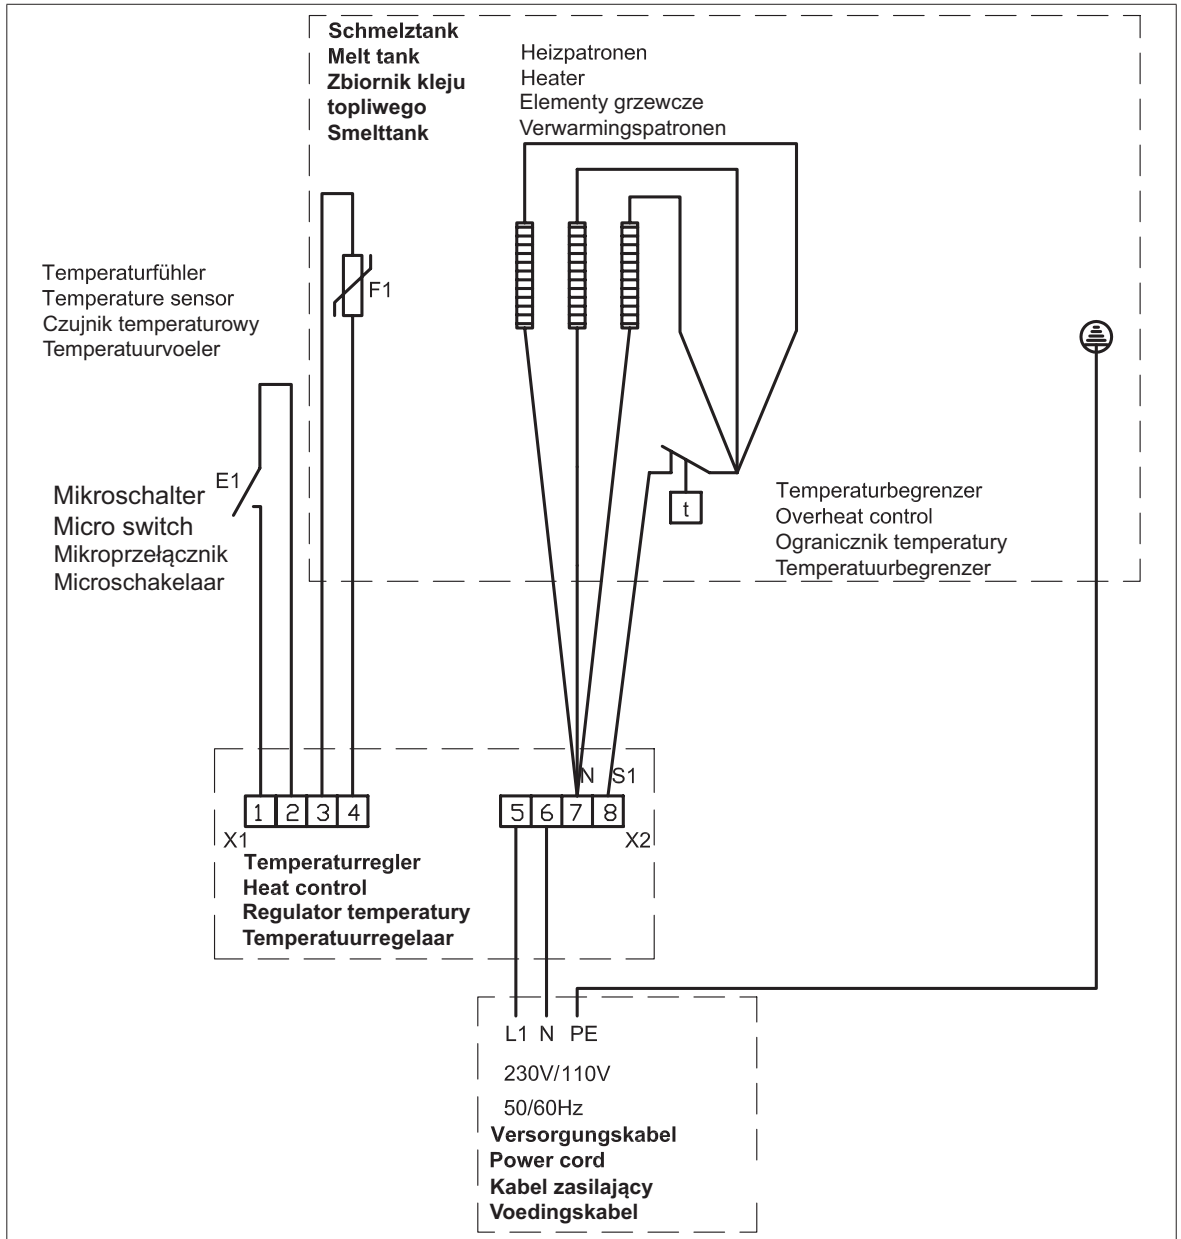 Schmelztank
Melt tank
Zbiornik kleju
topliwego
Smelttank
Heizpatronen
Heater
Elementy grzewcze
Verwarmingspatronen
Temperaturfühler
Temperature sensor
Czujnik temperaturowy
Temperatuurvoeler
F1
E1
Mikroschalter
Micro switch
Mikroprzełącznik
Microschakelaar
t
Temperaturbegrenzer
Overheat control
Ogranicznik temperatury
Temperatuurbegrenzer
N S1
1 2 3 4
5 6 7 8
X1
X2
Temperaturregler
Heat control
Regulator temperatury
Temperatuurregelaar
L1 N PE
230V/110V
50/60Hz
Versorgungskabel
Power cord
Kabel zasilający
Voedingskabel